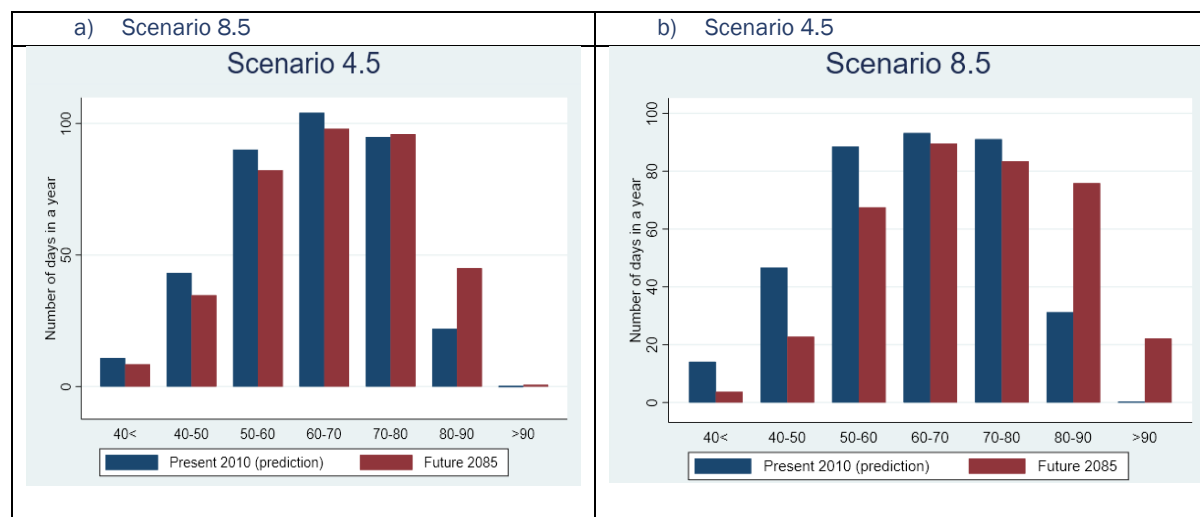 a) Scenario 8.5
b) Scenario 4.5
Scenario 4.5
Number of days in a year
100
50
0
40<
40-50
50-60
60-70
70-80
80-90
>90
Present 2010 (prediction)
Future 2085
Scenario 8.5
Number of days in a year
100
80
60
40
20
0
40<
40-50
50-60
60-70
70-80
80-90
>90
Present 2010 (prediction)
Future 2085